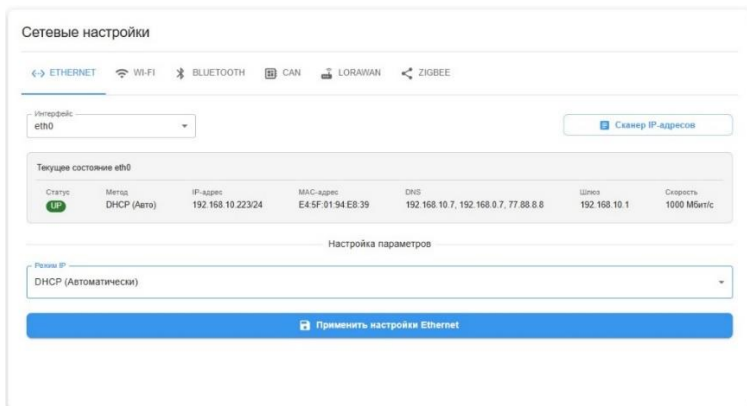 Сетевые настройки
ETHERNET WI-FI BLUETOOTH CAN LORAWAN ZIGBEE
Интерфейс
eth0
Сканер IP-адресов
Текущее состояние eth0
Статус Метод IP-адрес MAC-адрес DNS Шлюз Скорость
UP DHCP (Авто) 192.168.10.223/24 E4:5F:01:94:E8:39 192.168.10.7, 192.168.0.7, 77.88.8.8 192.168.10.1 1000 Мбит/с
Настройка параметров
Режим IP
DHCP (Автоматически)
Применить настройки Ethernet